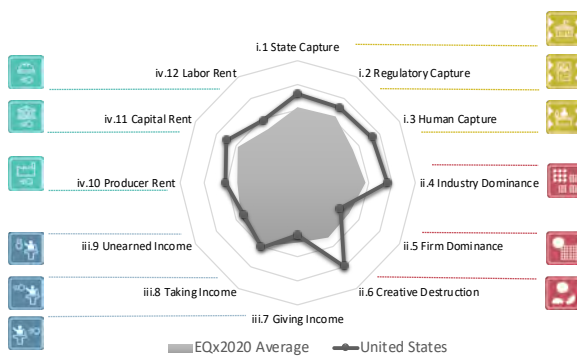 i.1 State Capture
iv.12 Labor Rent
i.2 Regulatory Capture
iv.11 Capital Rent
i.3 Human Capture
iv.10 Producer Rent
ii.4 Industry Dominance
iii.9 Unearned Income
ii.5 Firm Dominance
iii.8 Taking Income
ii.6 Creative Destruction
iii.7 Giving Income
EQx2020 Average
United States